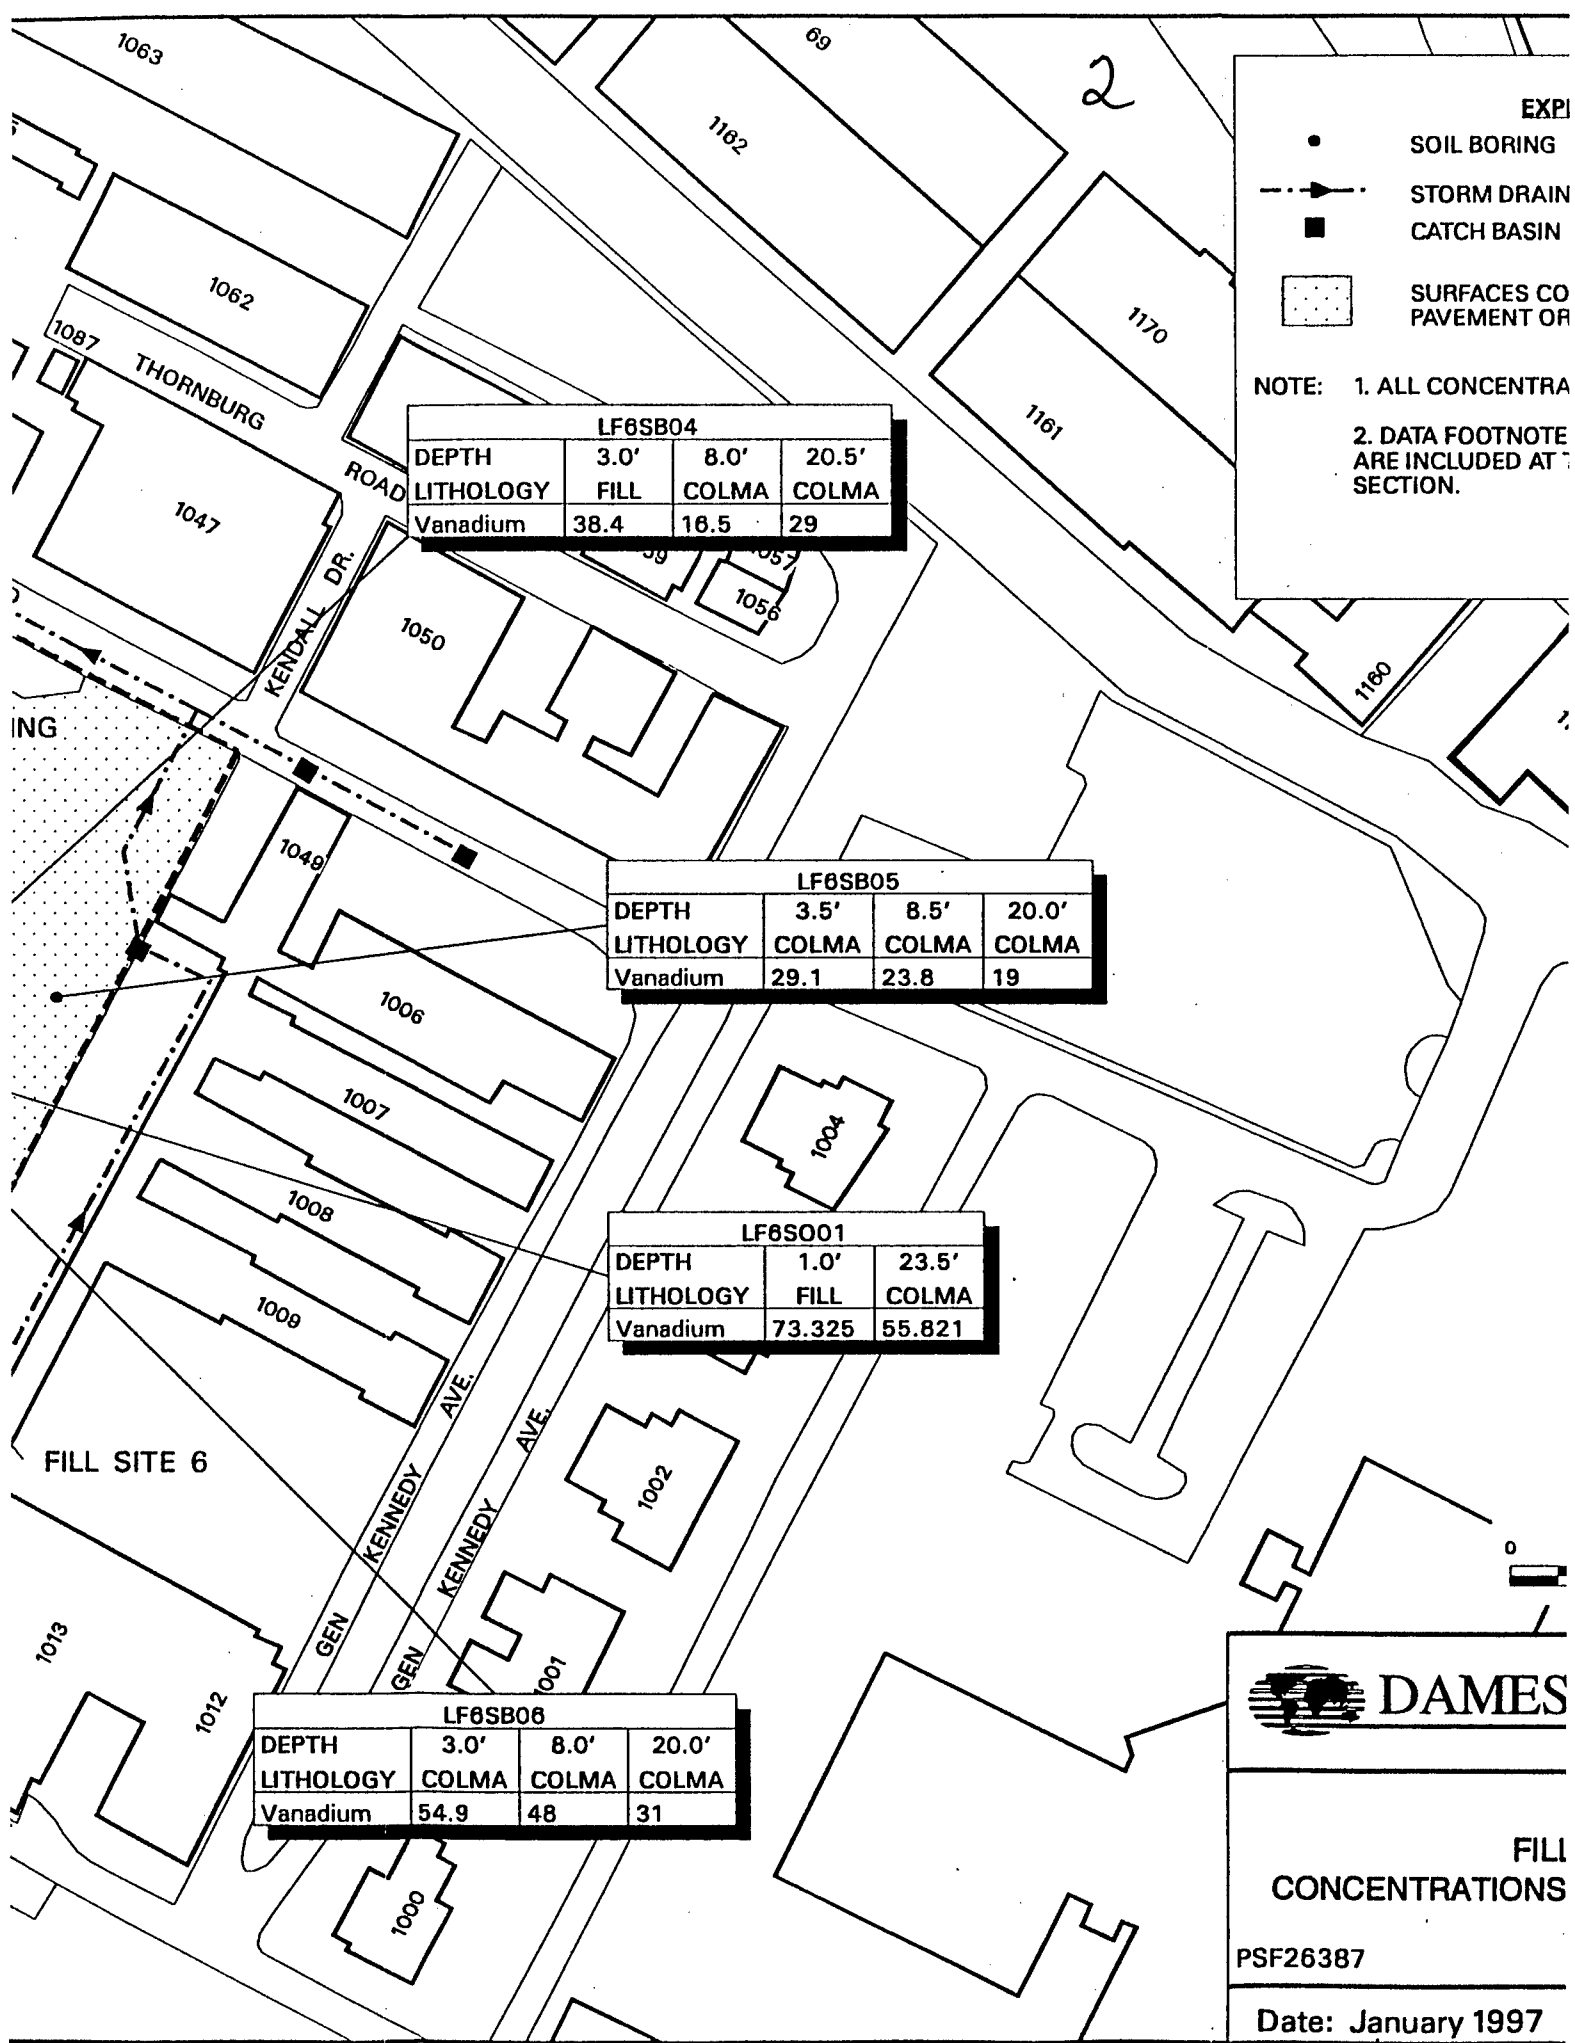 1063
69
2
1162
EXPL
SOIL BORING
STORM DRAIN
CATCH BASIN
SURFACES CO
PAVEMENT OR
NOTE: 1. ALL CONCENTRA
2. DATA FOOTNOTE
ARE INCLUDED AT
SECTION.
1062
1087
THORNBURG
ROAD
1170
1161
1047
LF6SB04
DEPTH 3.0' 8.0' 20.5'
LITHOLOGY FILL COLMA COLMA
Vanadium 38.4 16.5 29
KENDALL DR.
59
1057
1056
1050
1160
ING
1049
LF6SB05
DEPTH 3.5' 8.5' 20.0'
LITHOLOGY COLMA COLMA COLMA
Vanadium 29.1 23.8 19
1006
1007
1004
1008
LF6SO01
DEPTH 1.0' 23.5'
LITHOLOGY FILL COLMA
Vanadium 73.325 55.821
1009
GEN KENNEDY AVE.
GEN KENNEDY AVE.
FILL SITE 6
1002
0
1013
1012
1001
LF6SB06
DEPTH 3.0' 8.0' 20.0'
LITHOLOGY COLMA COLMA COLMA
Vanadium 54.9 48 31
1000
DAMES
FILL
CONCENTRATIONS
PSF26387
Date: January 1997